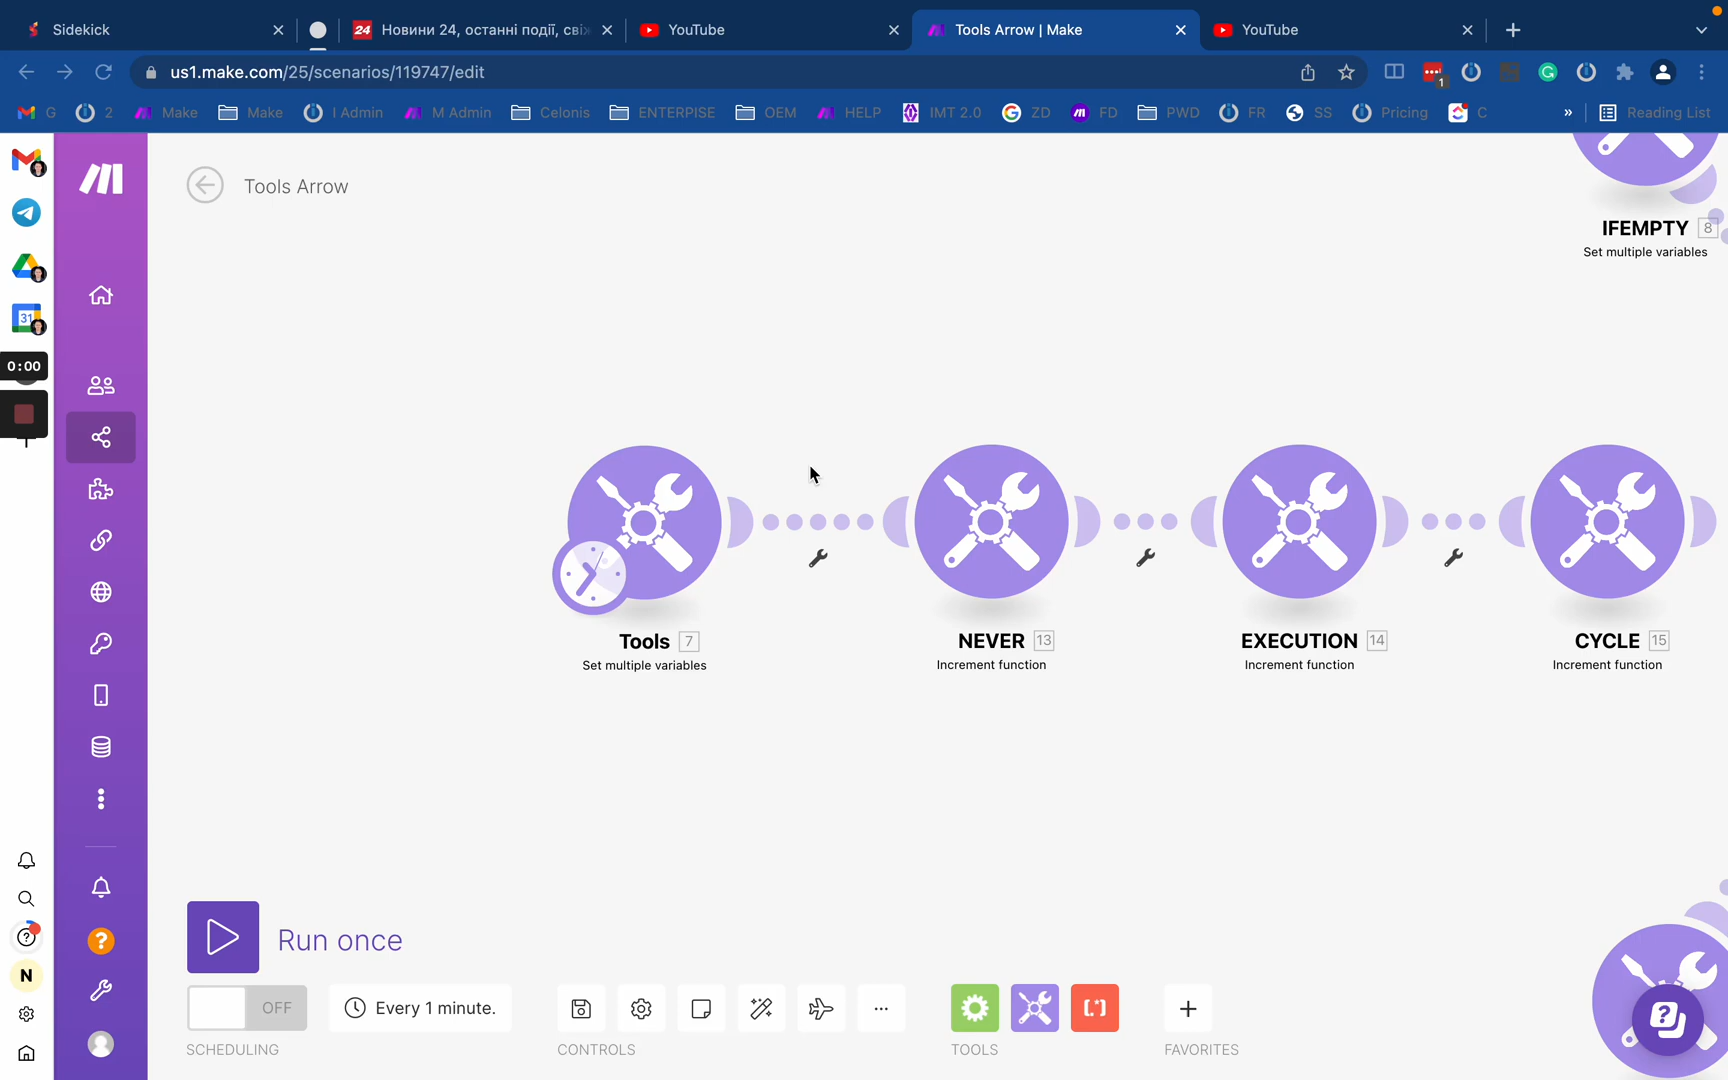 Sidekick
Новини 24, останні події, сві
YouTube
Tools Arrow | Make
YouTube
us1.make.com/25/scenarios/119747/edit
1
G
2
Make
Make
I Admin
M Admin
Celonis
ENTERPISE
OEM
HELP
IMT 2.0
ZD
FD
PWD
FR
SS
Pricing
C
»
Reading List
Tools Arrow
31
0:00
IFEMPTY 8
Set multiple variables
Tools 7
Set multiple variables
NEVER 13
Increment function
EXECUTION 14
Increment function
CYCLE 15
Increment function
N
Run once
OFF
Every 1 minute.
SCHEDULING
CONTROLS
TOOLS
FAVORITES